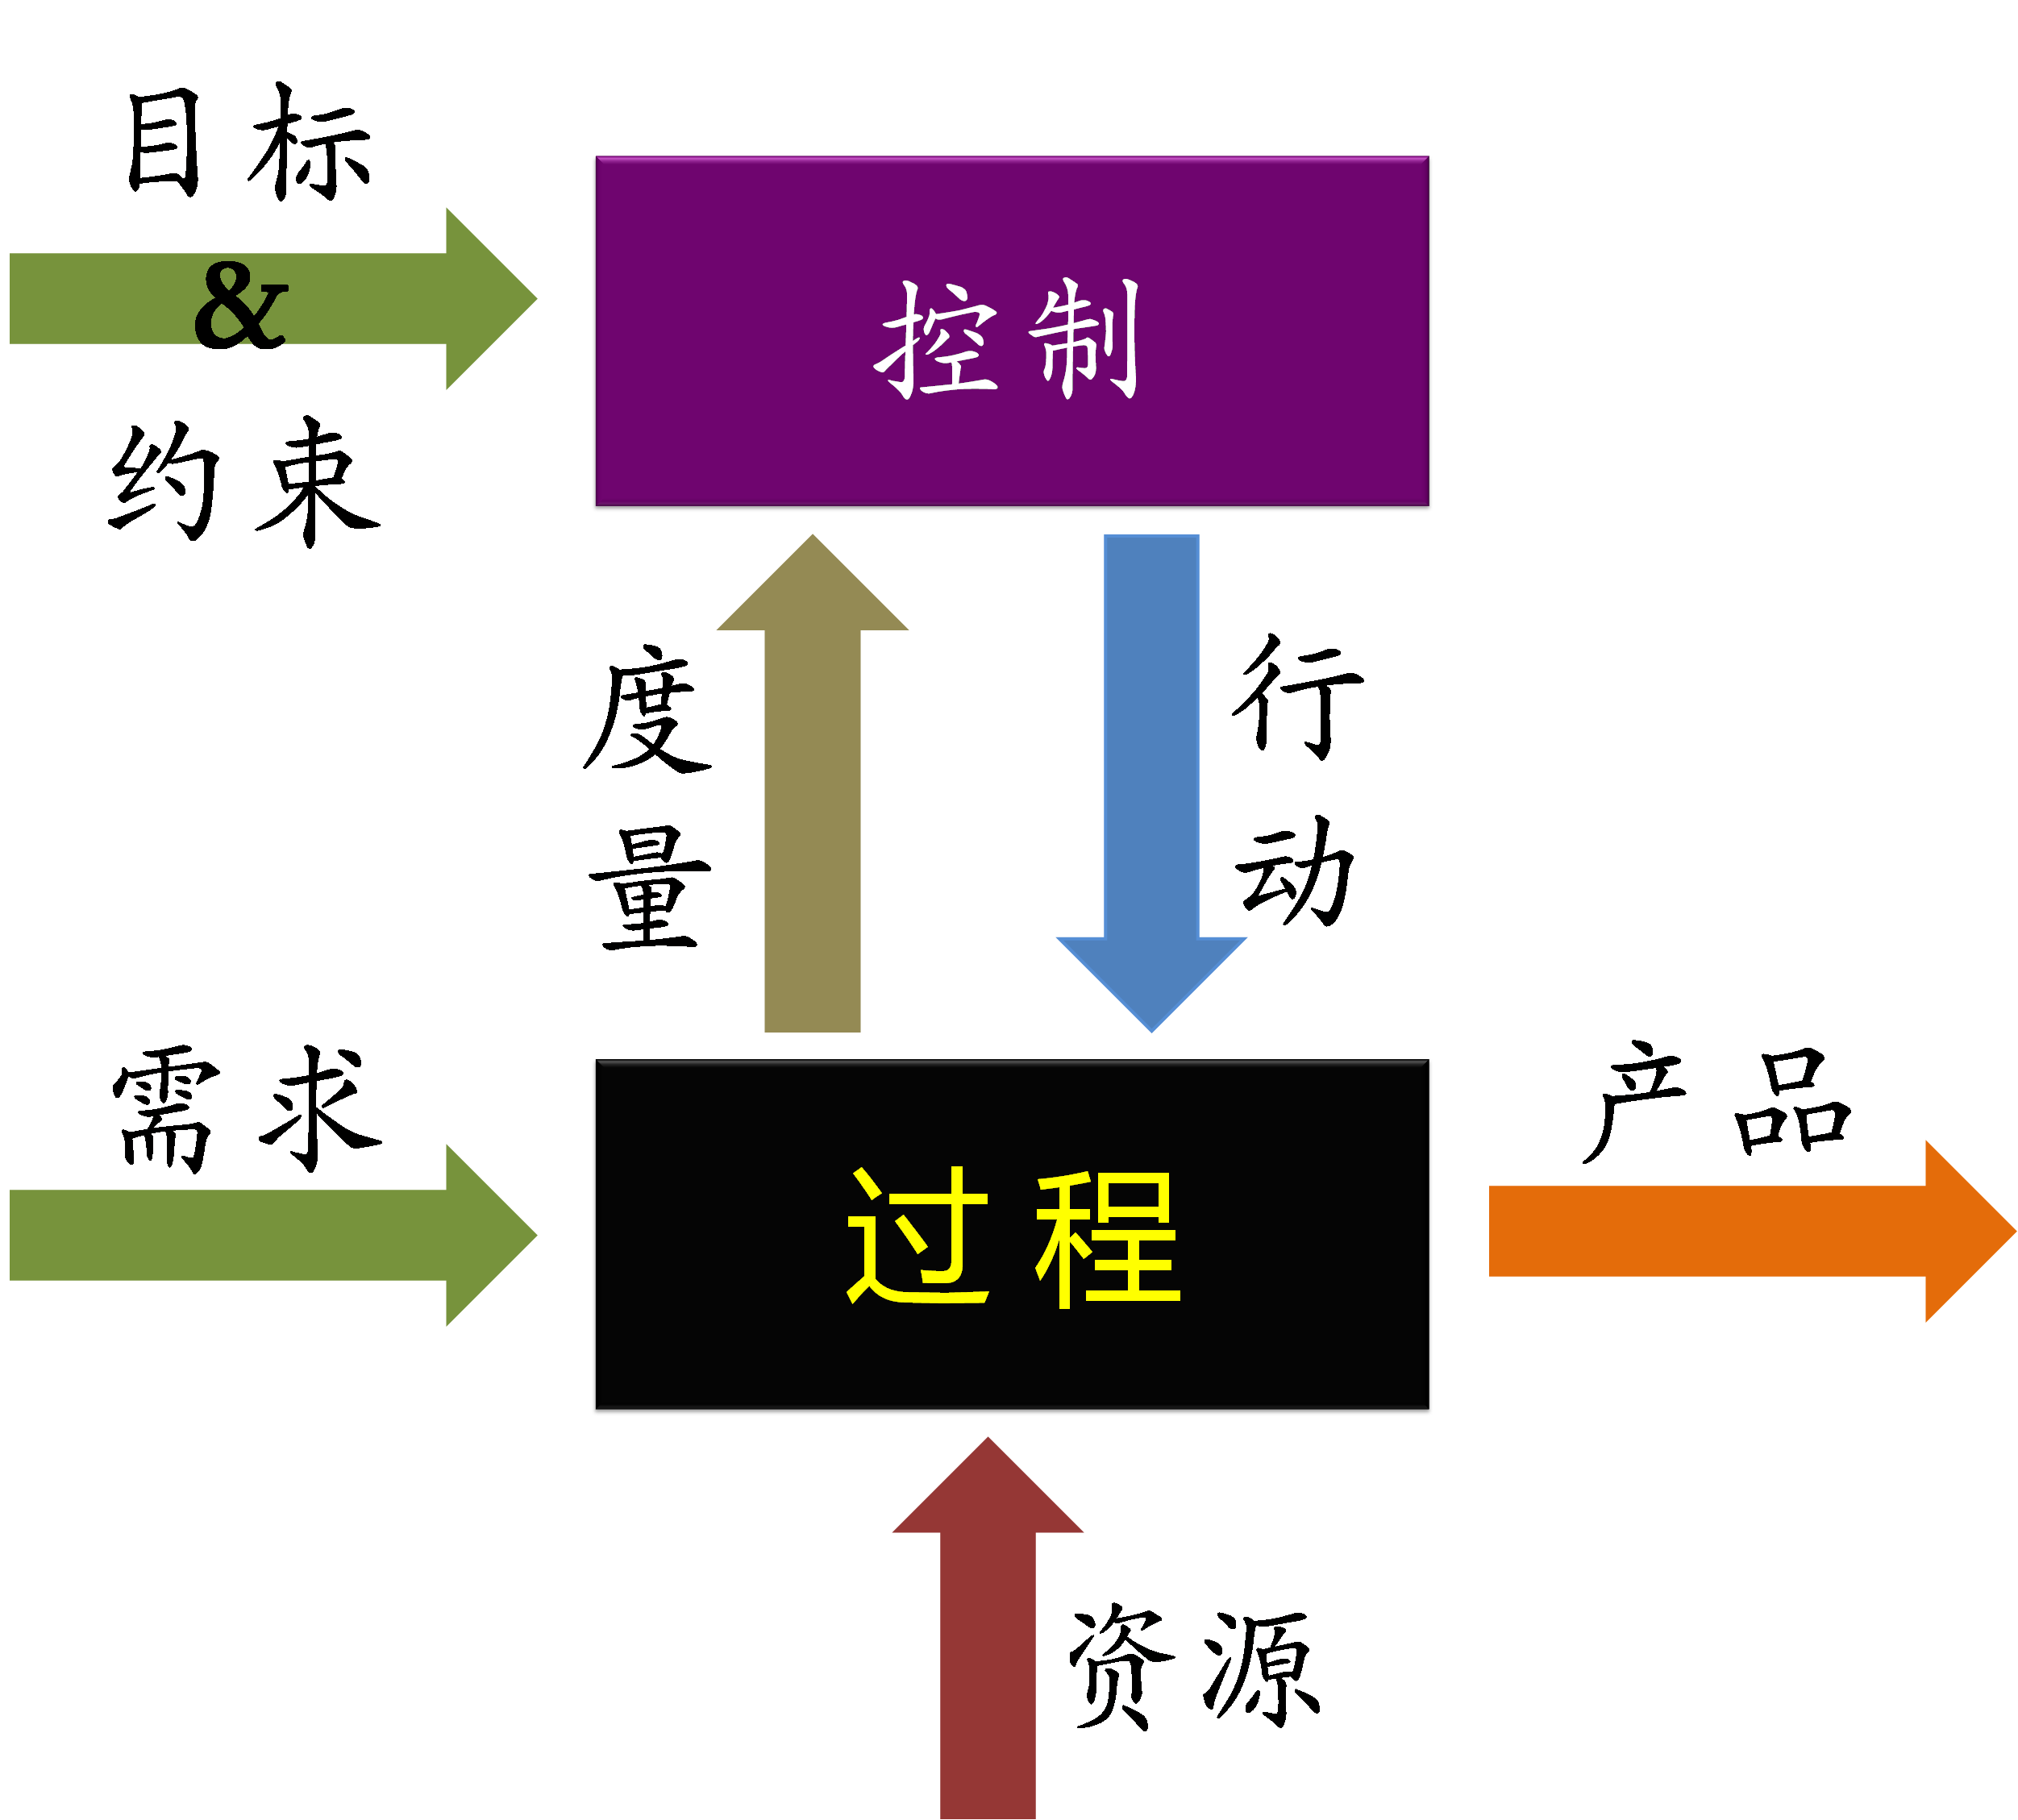 目标
&
约束
控制
度量
行动
需求
过程
产品
资源